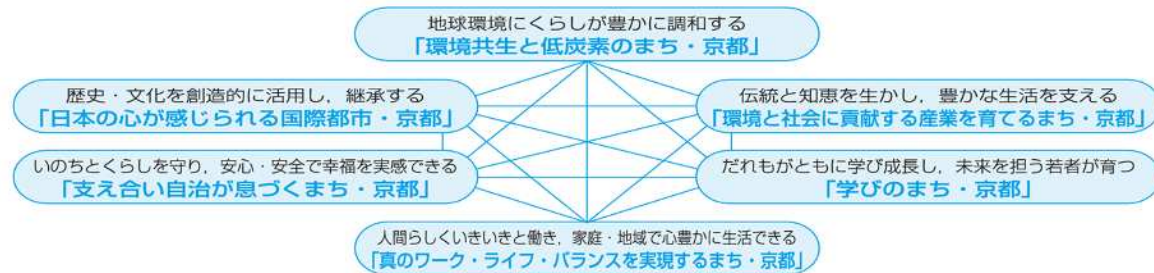 地球環境にくらしが豊かに調和する
「環境共生と低炭素のまち・京都」
歴史・文化を創造的に活用し，継承する
「日本の心が感じられる国際都市・京都」
伝統と知恵を生かし，豊かな生活を支える
「環境と社会に貢献する産業を育てるまち・京都」
いのちとくらしを守り，安心・安全で幸福を実感できる
「支え合い自治が息づくまち・京都」
だれもがともに学び成長し，未来を担う若者が育つ
「学びのまち・京都」
人間らしくいきいきと働き，家庭・地域で心豊かに生活できる
「真のワーク・ライフ・バランスを実現するまち・京都」